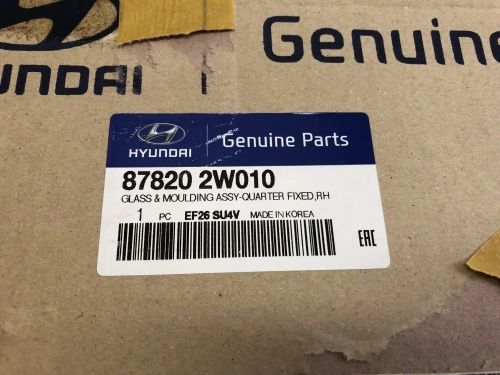 HYUNDAI
Genuine
HYUNDAI Genuine Parts
87820 2W010
GLASS & MOULDING ASSY-QUARTER FIXED,RH
1 PC EF26 SU4V MADE IN KOREA
EAC